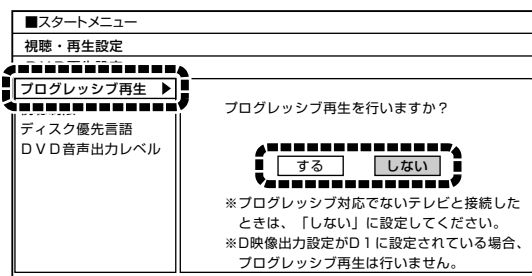 ■スタートメニュー
視聴・再生設定
プログレッシブ再生 ▶
ディスク優先言語
DVD音声出力レベル
プログレッシブ再生を行いますか?
する しない
※プログレッシブ対応でないテレビと接続した
ときは、「しない」に設定してください。
※D映像出力設定がD1に設定されている場合、
プログレッシブ再生は行いません。